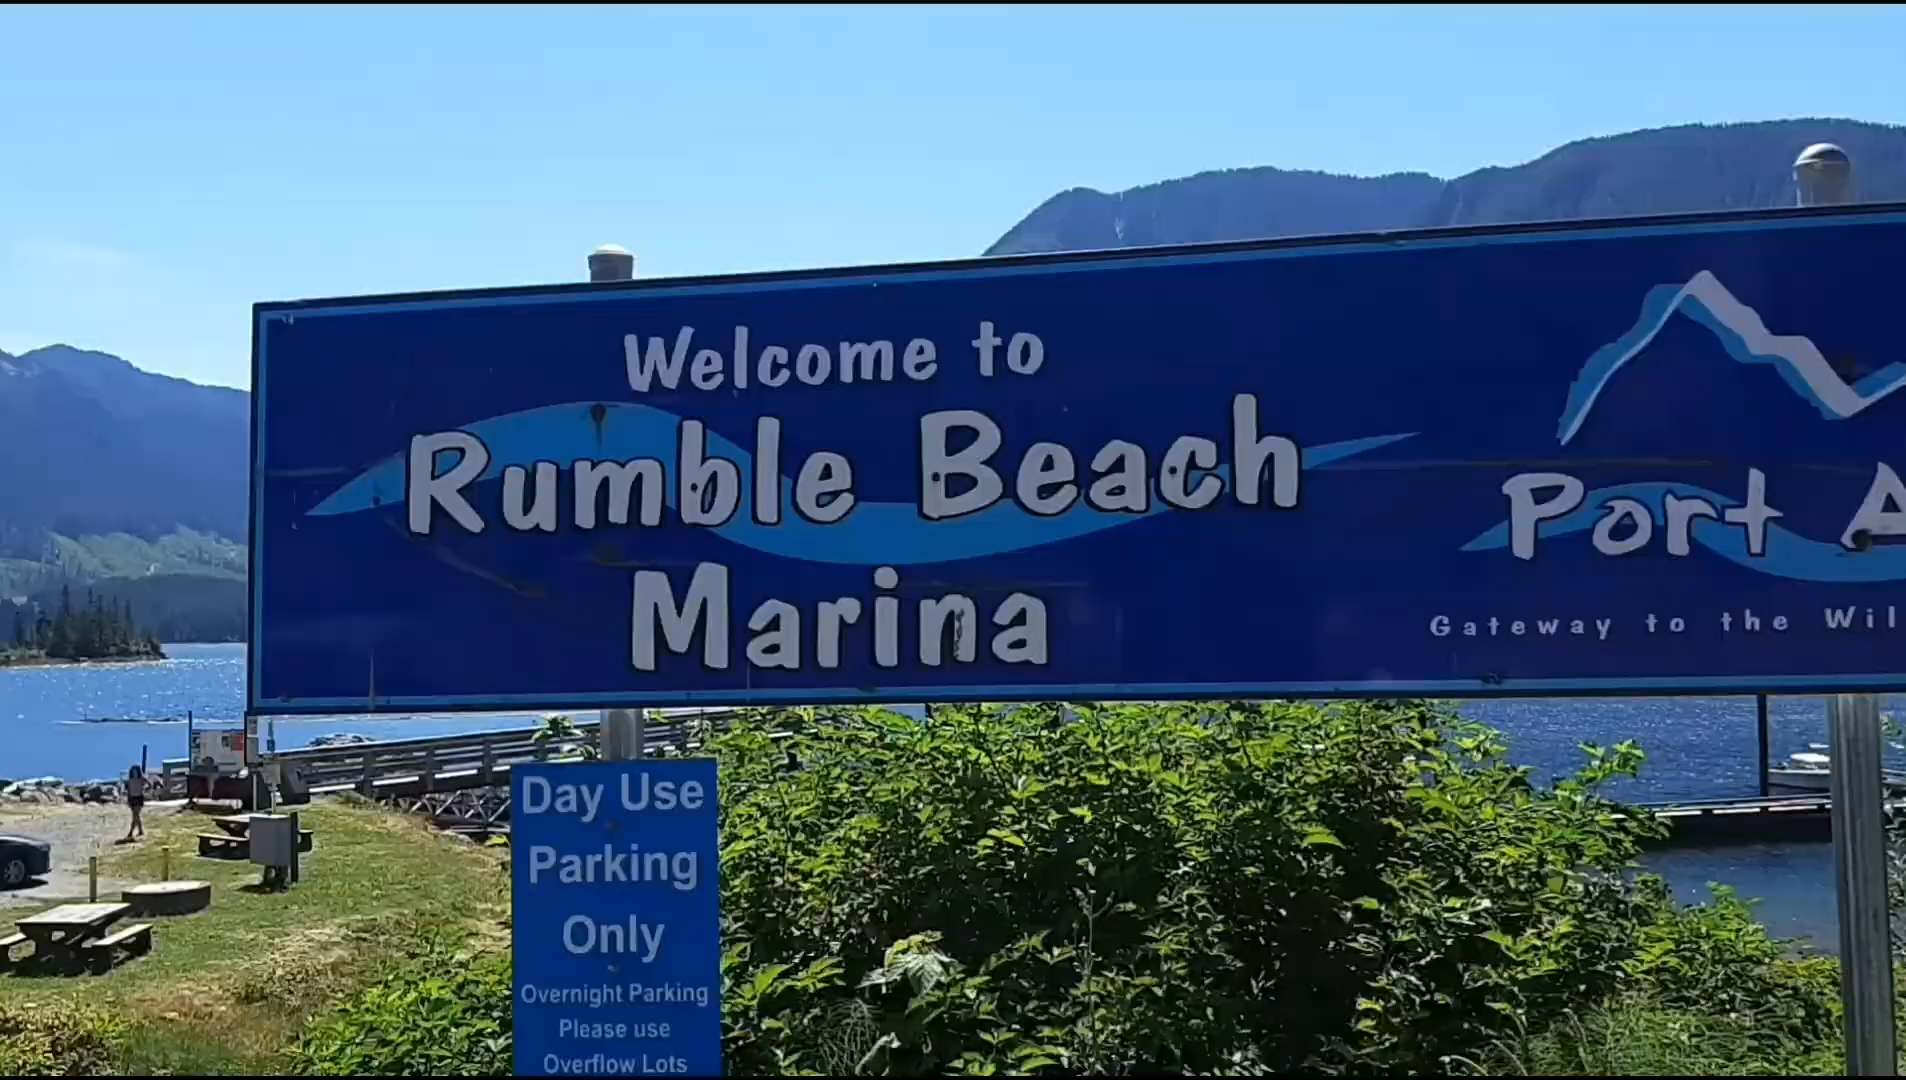 Welcome to
Rumble Beach
Marina
Port A
Gateway to the Wil
Day Use
Parking
Only
Overnight Parking
Please use
Overflow Lots